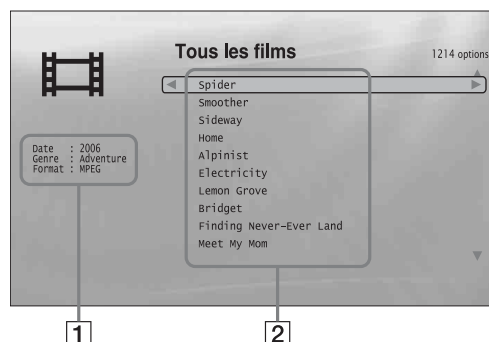 Tous les films
1214 options
Spider
Smoother
Sideway
Home
Alpinist
Electricity
Lemon Grove
Bridget
Finding Never-Ever Land
Meet My Mom
Date : 2006
Genre : Adventure
Format : MPEG
1
2